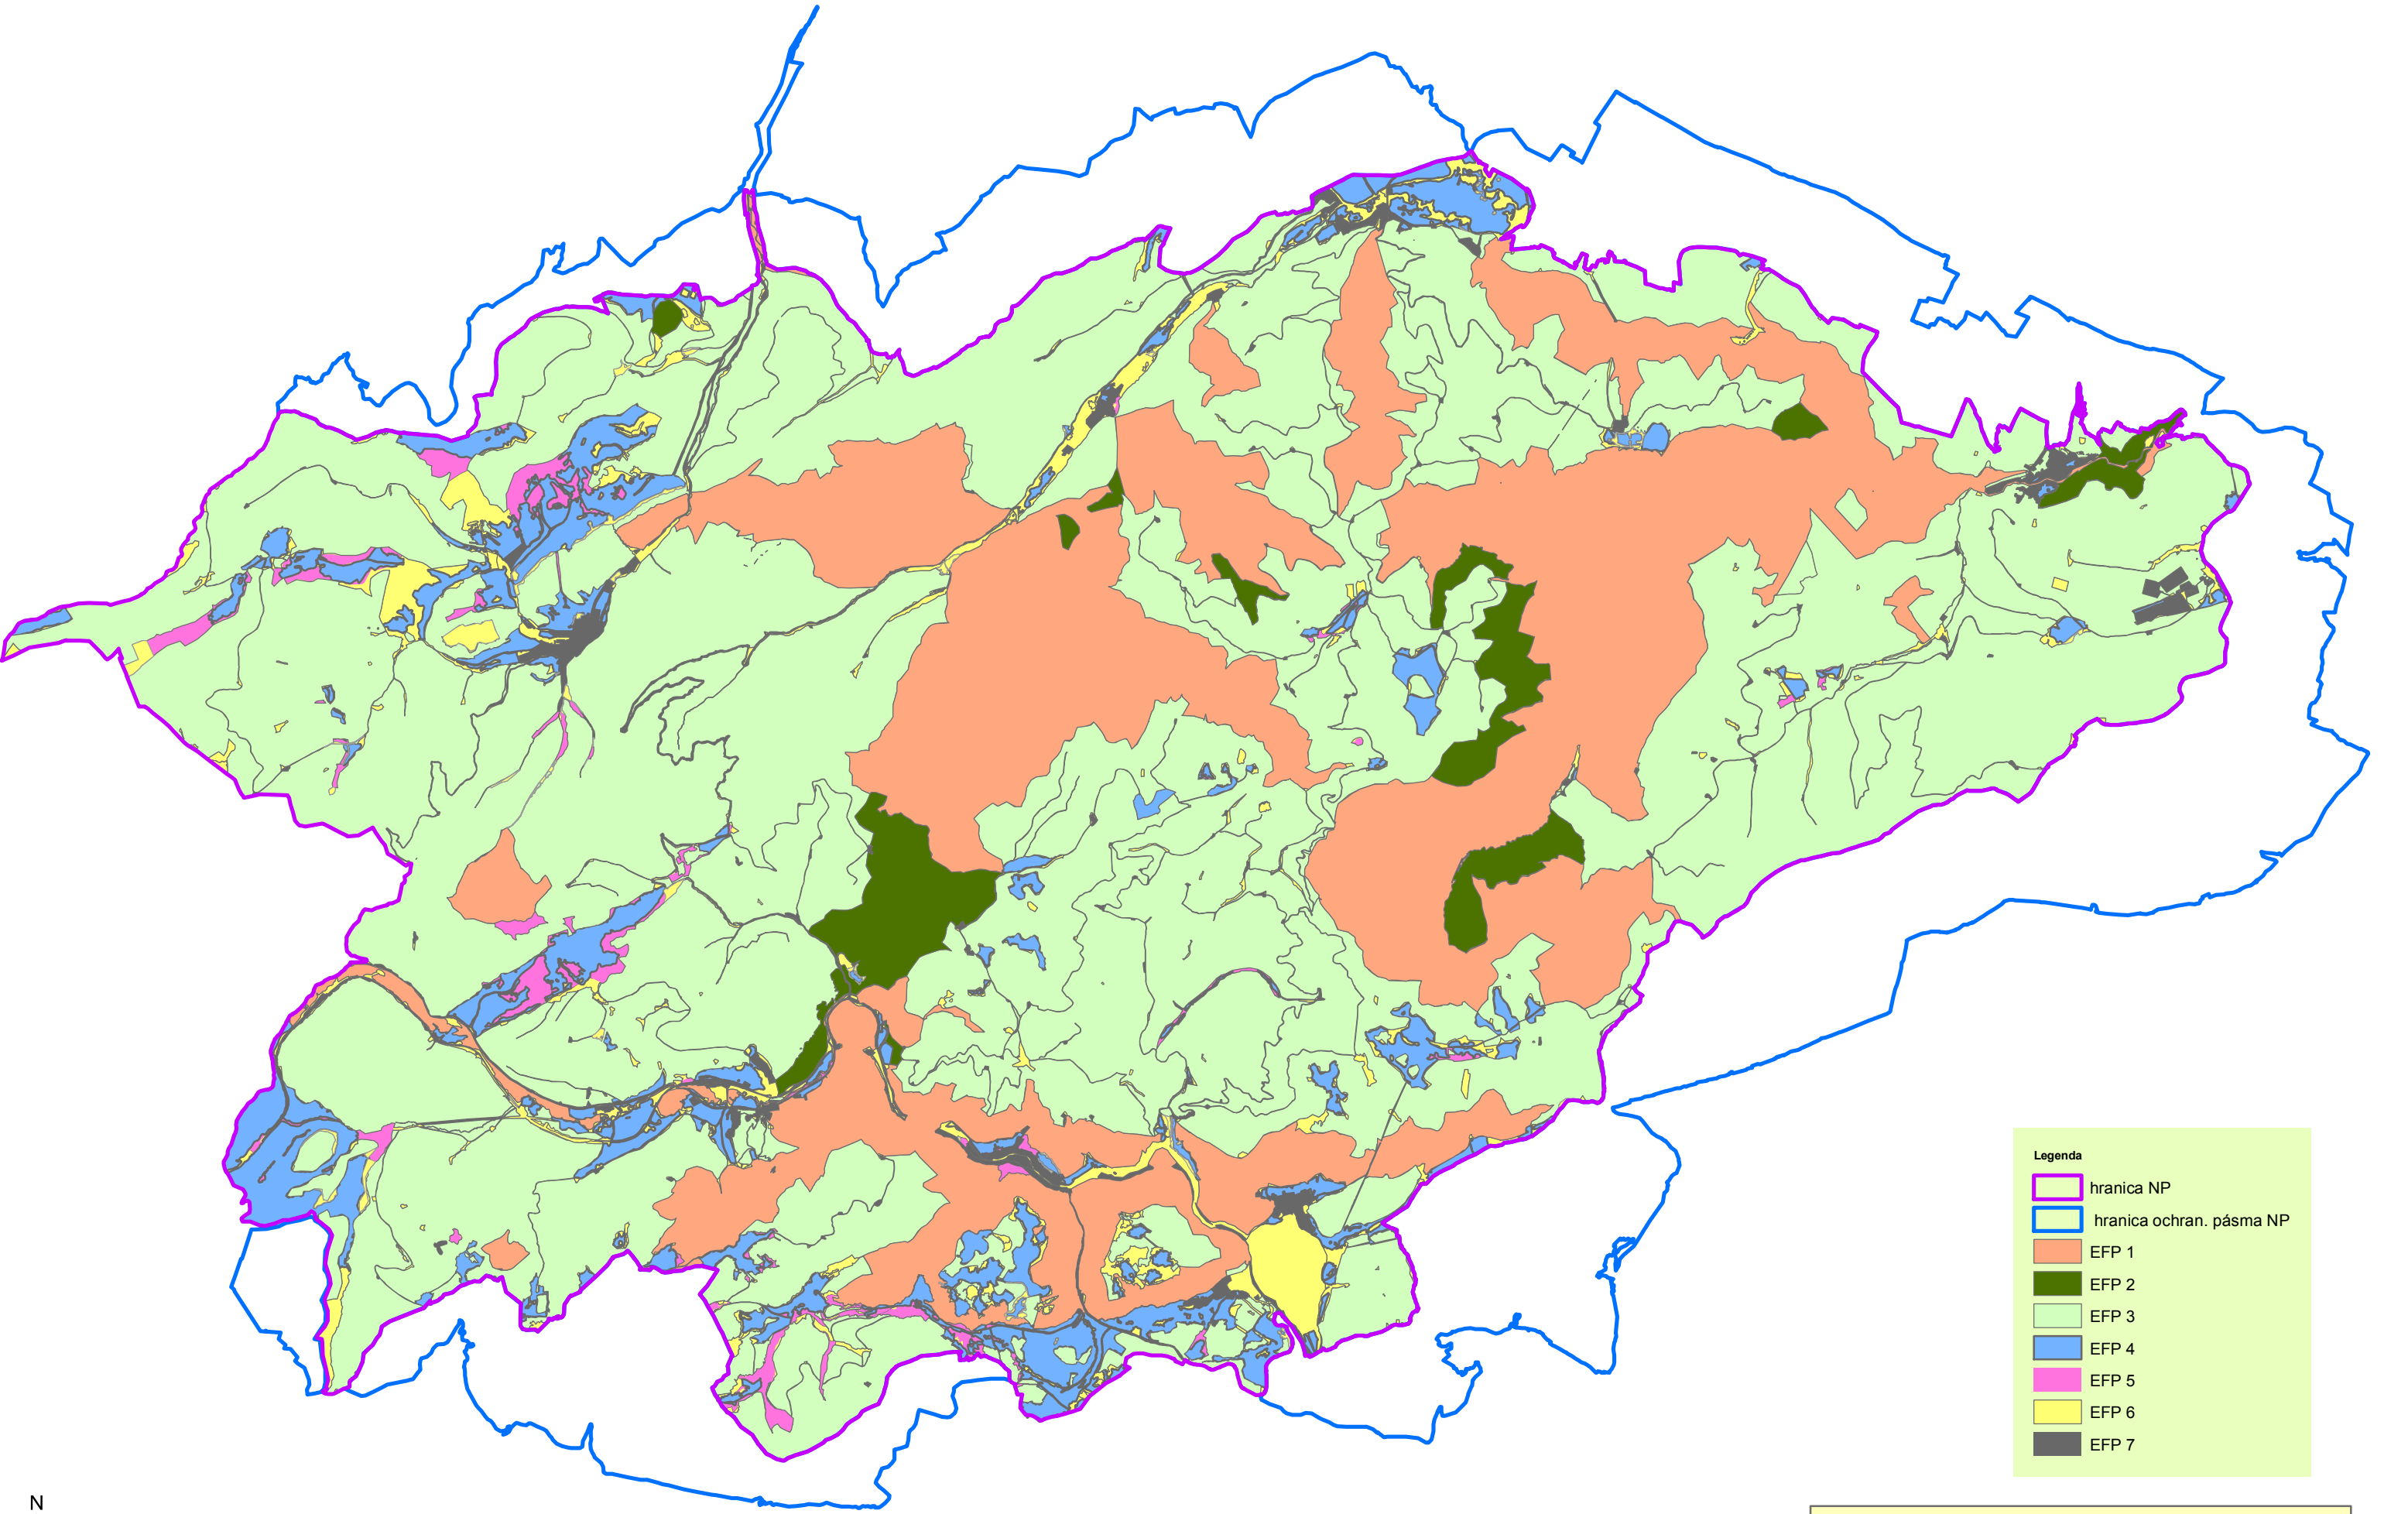 Legenda
hranica NP
hranica ochran. pásma NP
EFP 1
EFP 2
EFP 3
EFP 4
EFP 5
EFP 6
EFP 7
N